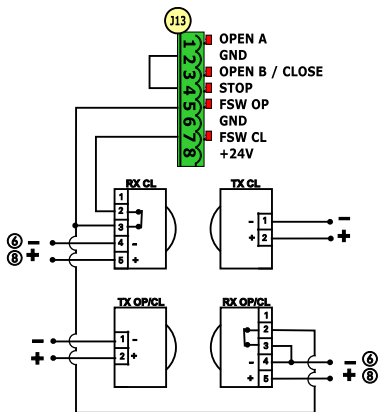 J13
1 OPEN A
2 GND
3 OPEN B / CLOSE
4 STOP
5 FSW OP
6 GND
7 FSW CL
8 +24V
RX CL
1
2
3
4 -
5 +
6 -
8 +
TX CL
- 1 -
+ 2 +
TX OP/CL
- 1 -
+ 2 +
RX OP/CL
1
2
3
- 4 - 6
+ 5 + 8